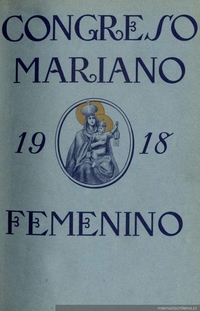 CONGRESO
MARIANO
19 18
FEMENINO